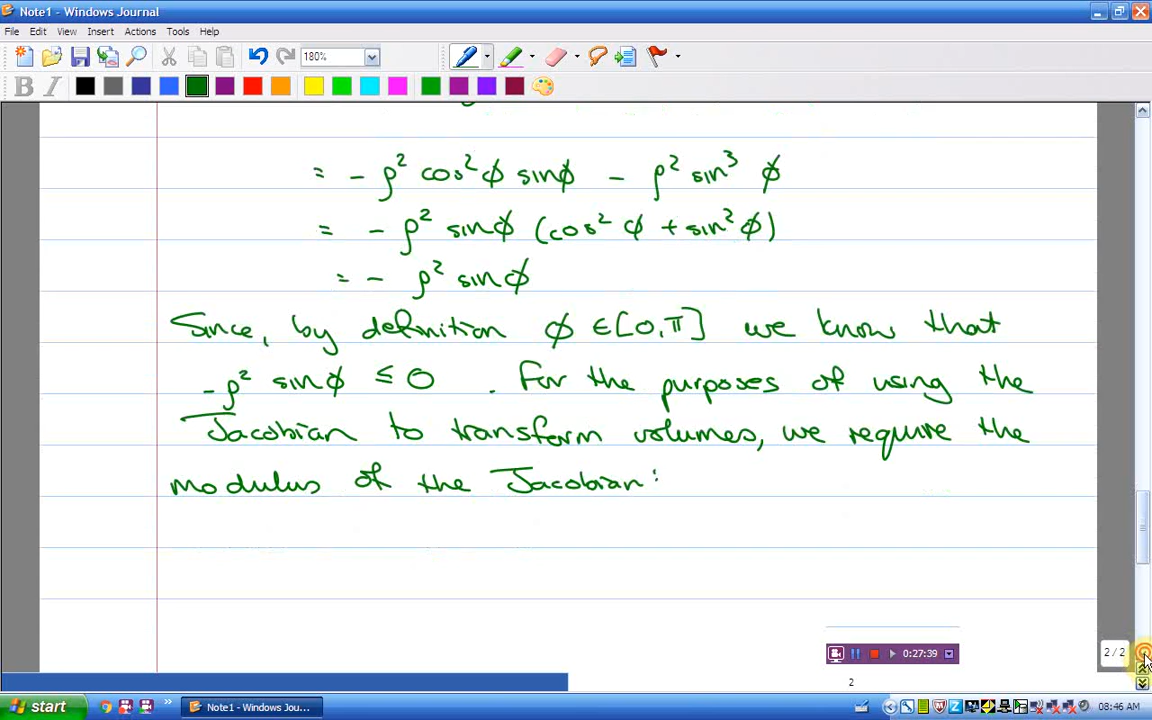 Note1 - Windows Journal
File Edit View Insert Actions Tools Help
180%
B I
= - ρ² cos² ϕ sinϕ - ρ² sin³ ϕ
= - ρ² sinϕ (cos² ϕ + sin² ϕ)
= - ρ² sinϕ
Since, by definition ϕ ∈ [0,π] we know that
-ρ² sinϕ ≤ 0 . For the purposes of using the
Jacobian to transform volumes, we require the
modulus of the Jacobian:
0:27:39
2 / 2
2
start
Note1 - Windows Jou...
08:46 AM